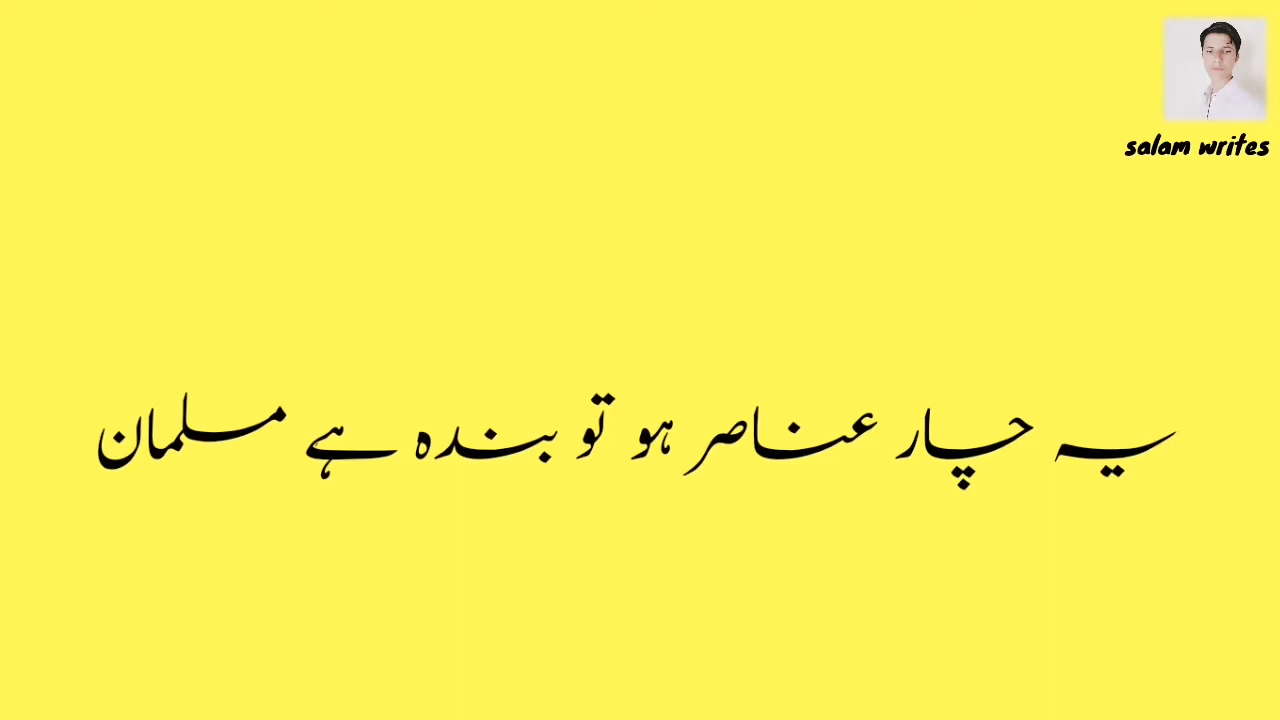 salam writes
یہ چار عناصر ہو تو بندہ ہے مسلمان